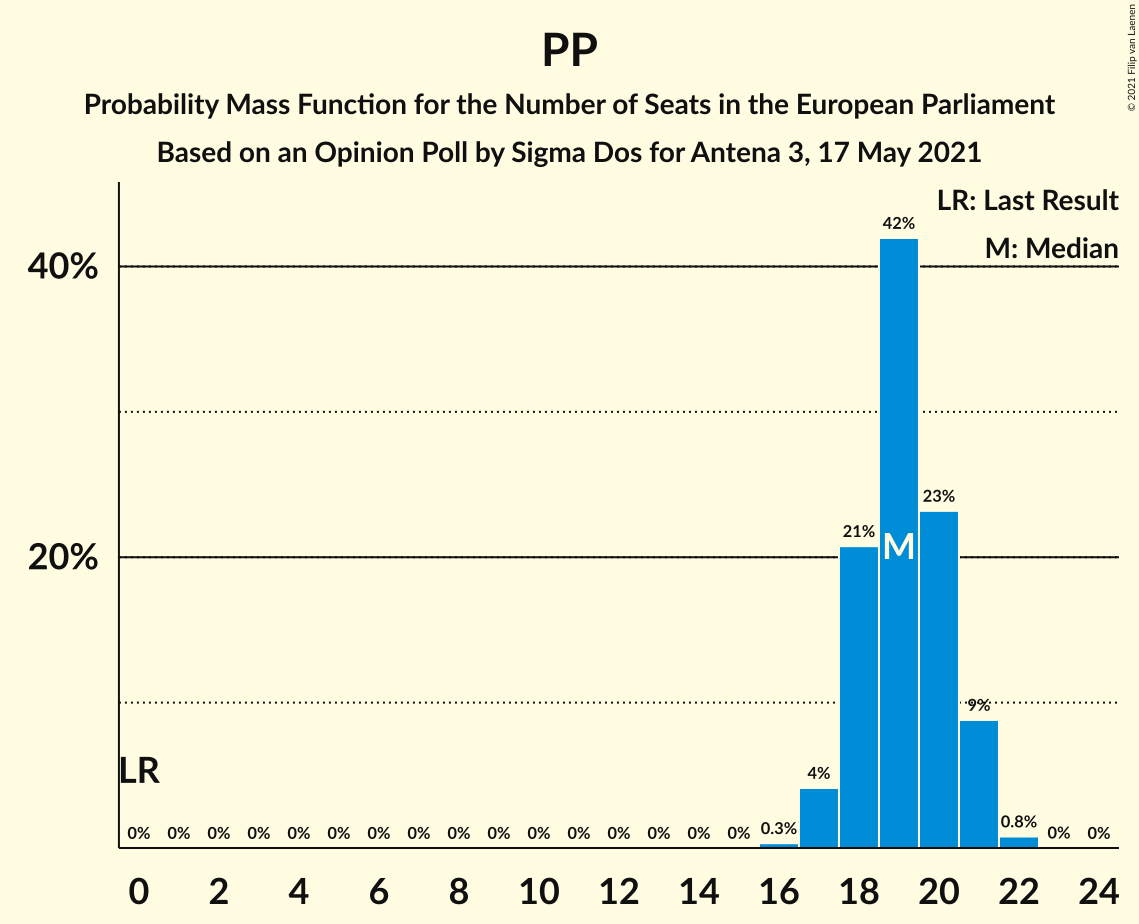 PP
Probability Mass Function for the Number of Seats in the European Parliament
Based on an Opinion Poll by Sigma Dos for Antena 3, 17 May 2021
© 2021 Filip van Laenen
LR: Last Result
M: Median
40%
20%
42%
23%
21%
M
9%
LR
4%
0% 0% 0% 0% 0% 0% 0% 0% 0% 0% 0% 0% 0% 0% 0% 0% 0.3% 0.8% 0% 0%
0 2 4 6 8 10 12 14 16 18 20 22 24